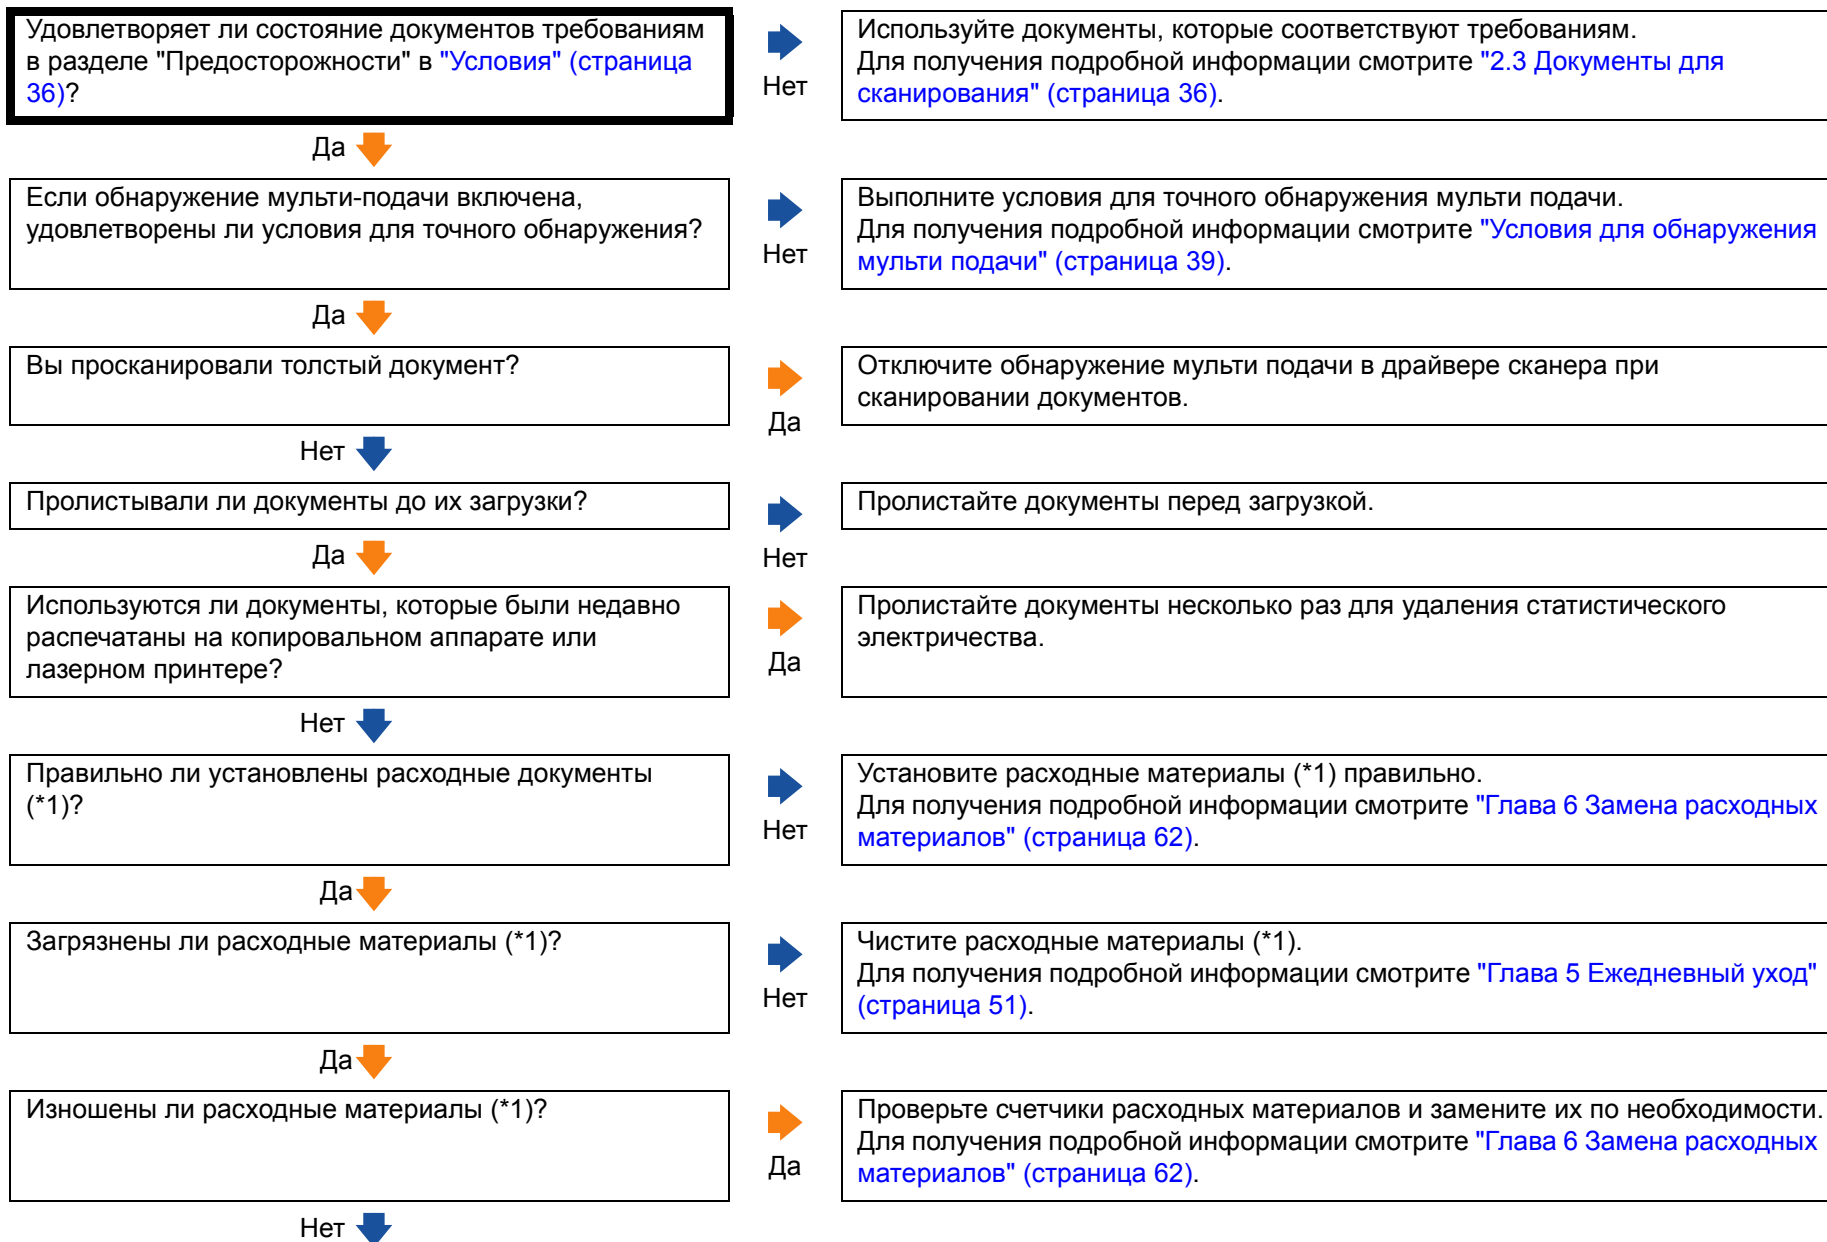 Удовлетворяет ли состояние документов требованиям
в разделе "Предосторожности" в "Условия" (страница
36)?
Нет
Используйте документы, которые соответствуют требованиям.
Для получения подробной информации смотрите "2.3 Документы для
сканирования" (страница 36).
Да
Если обнаружение мульти-подачи включена,
удовлетворены ли условия для точного обнаружения?
Нет
Выполните условия для точного обнаружения мульти подачи.
Для получения подробной информации смотрите "Условия для обнаружения
мульти подачи" (страница 39).
Да
Вы просканировали толстый документ?
Да
Отключите обнаружение мульти подачи в драйвере сканера при
сканировании документов.
Нет
Пролистывали ли документы до их загрузки?
Нет
Пролистайте документы перед загрузкой.
Да
Используются ли документы, которые были недавно
распечатаны на копировальном аппарате или
лазерном принтере?
Да
Пролистайте документы несколько раз для удаления статистического
электричества.
Нет
Правильно ли установлены расходные документы
(*1)?
Нет
Установите расходные материалы (*1) правильно.
Для получения подробной информации смотрите "Глава 6 Замена расходных
материалов" (страница 62).
Да
Загрязнены ли расходные материалы (*1)?
Нет
Чистите расходные материалы (*1).
Для получения подробной информации смотрите "Глава 5 Ежедневный уход"
(страница 51).
Да
Изношены ли расходные материалы (*1)?
Да
Проверьте счетчики расходных материалов и замените их по необходимости.
Для получения подробной информации смотрите "Глава 6 Замена расходных
материалов" (страница 62).
Нет